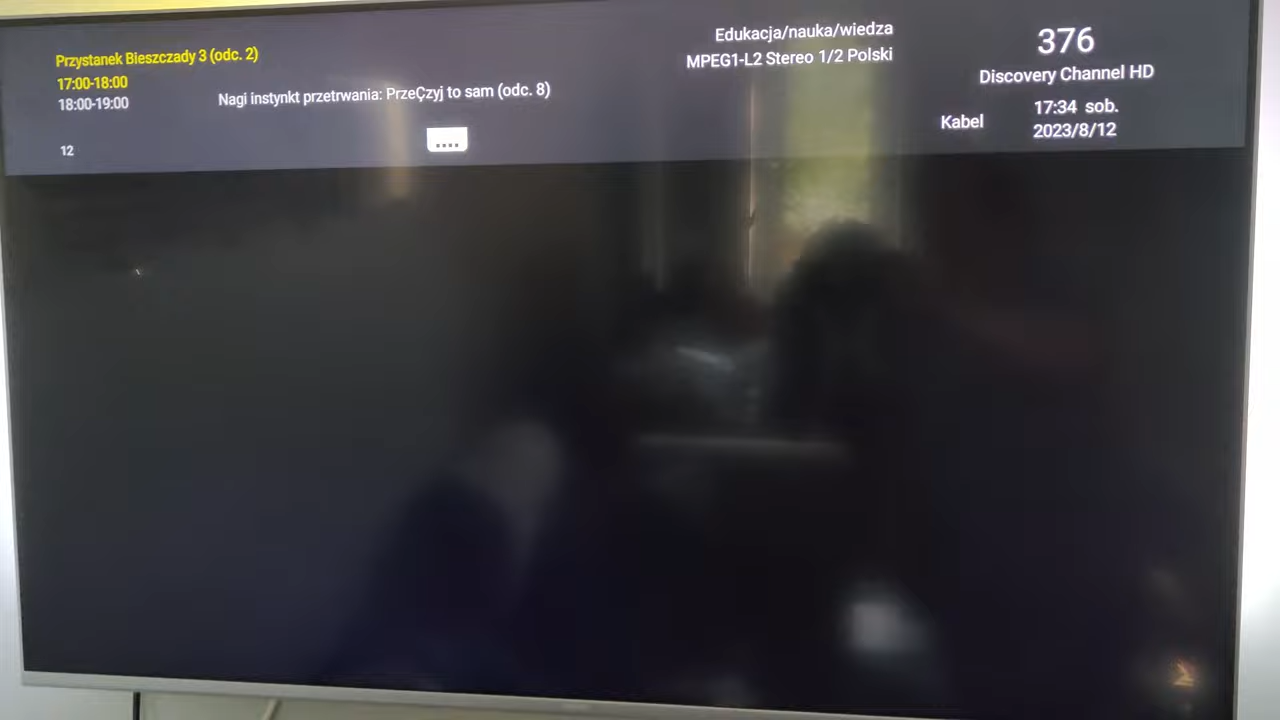 Przystanek Bieszczady 3 (odc. 2)
17:00-18:00
18:00-19:00 Nagi instynkt przetrwania: PrzeÇzyj to sam (odc. 8)
12
Edukacja/nauka/wiedza
MPEG1-L2 Stereo 1/2 Polski
376
Discovery Channel HD
Kabel
17:34 sob.
2023/8/12